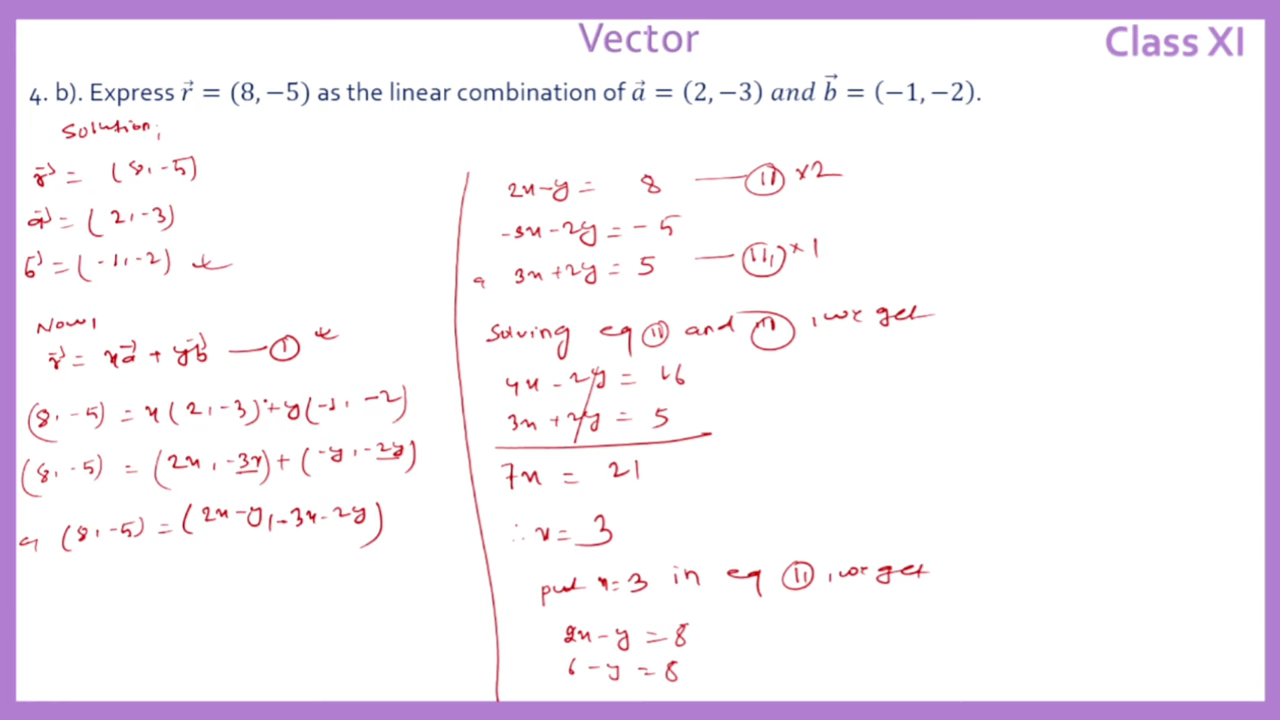 Vector
Class XI
4. b). Express r⃗ = (8, −5) as the linear combination of a⃗ = (2, −3) and b⃗ = (−1, −2).
Solution;
r⃗ = (8, -5)
a⃗ = (2, -3)
b⃗ = (-1, -2)
Now,
r⃗ = xa⃗ + yb⃗ — (i)
(8, -5) = x(2, -3) + y(-1, -2)
(8, -5) = (2x, -3x) + (-y, -2y)
(8, -5) = (2x - y, -3x - 2y)
2x - y = 8 — (ii) × 2
-3x - 2y = -5
3x + 2y = 5 — (iii) × 1
Solving eq (ii) and (iii), we get
4x - 2y = 16
3x + 2y = 5
7x = 21
∴ x = 3
put x = 3 in eq (ii), we get
2x - y = 8
6 - y = 8